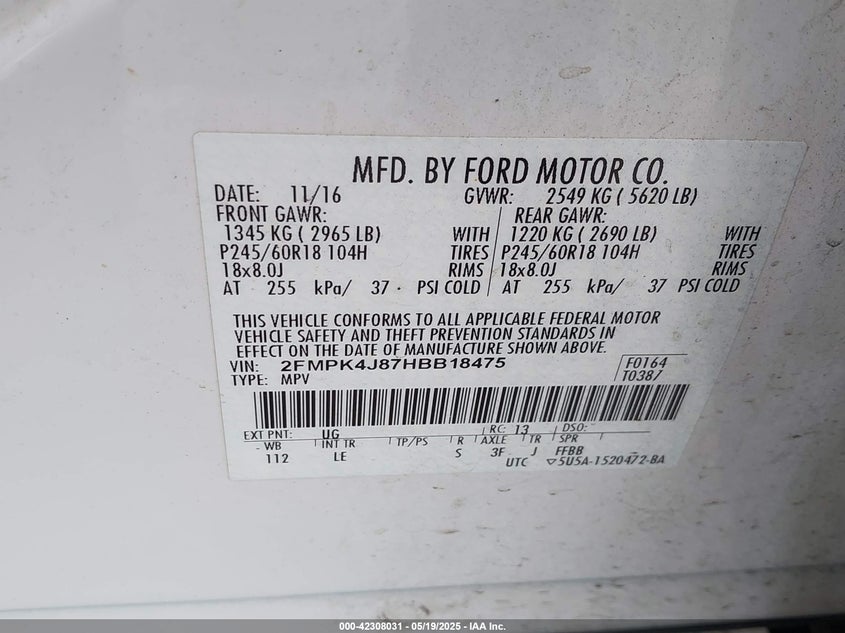 MFD. BY FORD MOTOR CO.
DATE: 11/16 GVWR: 2549 KG ( 5620 LB)
FRONT GAWR: REAR GAWR:
1345 KG ( 2965 LB) WITH 1220 KG ( 2690 LB) WITH
P245/60R18 104H TIRES P245/60R18 104H TIRES
18x8.0J RIMS 18x8.0J RIMS
AT 255 kPa/ 37 PSI COLD AT 255 kPa/ 37 PSI COLD
THIS VEHICLE CONFORMS TO ALL APPLICABLE FEDERAL MOTOR
VEHICLE SAFETY AND THEFT PREVENTION STANDARDS IN
EFFECT ON THE DATE OF MANUFACTURE SHOWN ABOVE.
VIN: 2FMPK4J87HBB18475 F0164
TYPE: MPV T0387
EXT PNT: UG RC: 13 DSO:
WB INT TR TP/PS R AXLE TR SPR
112 LE S 3F J FFBB
UTC ▽5U5A-1520472-BA
000-42308031 - 05/19/2025 - IAA Inc.